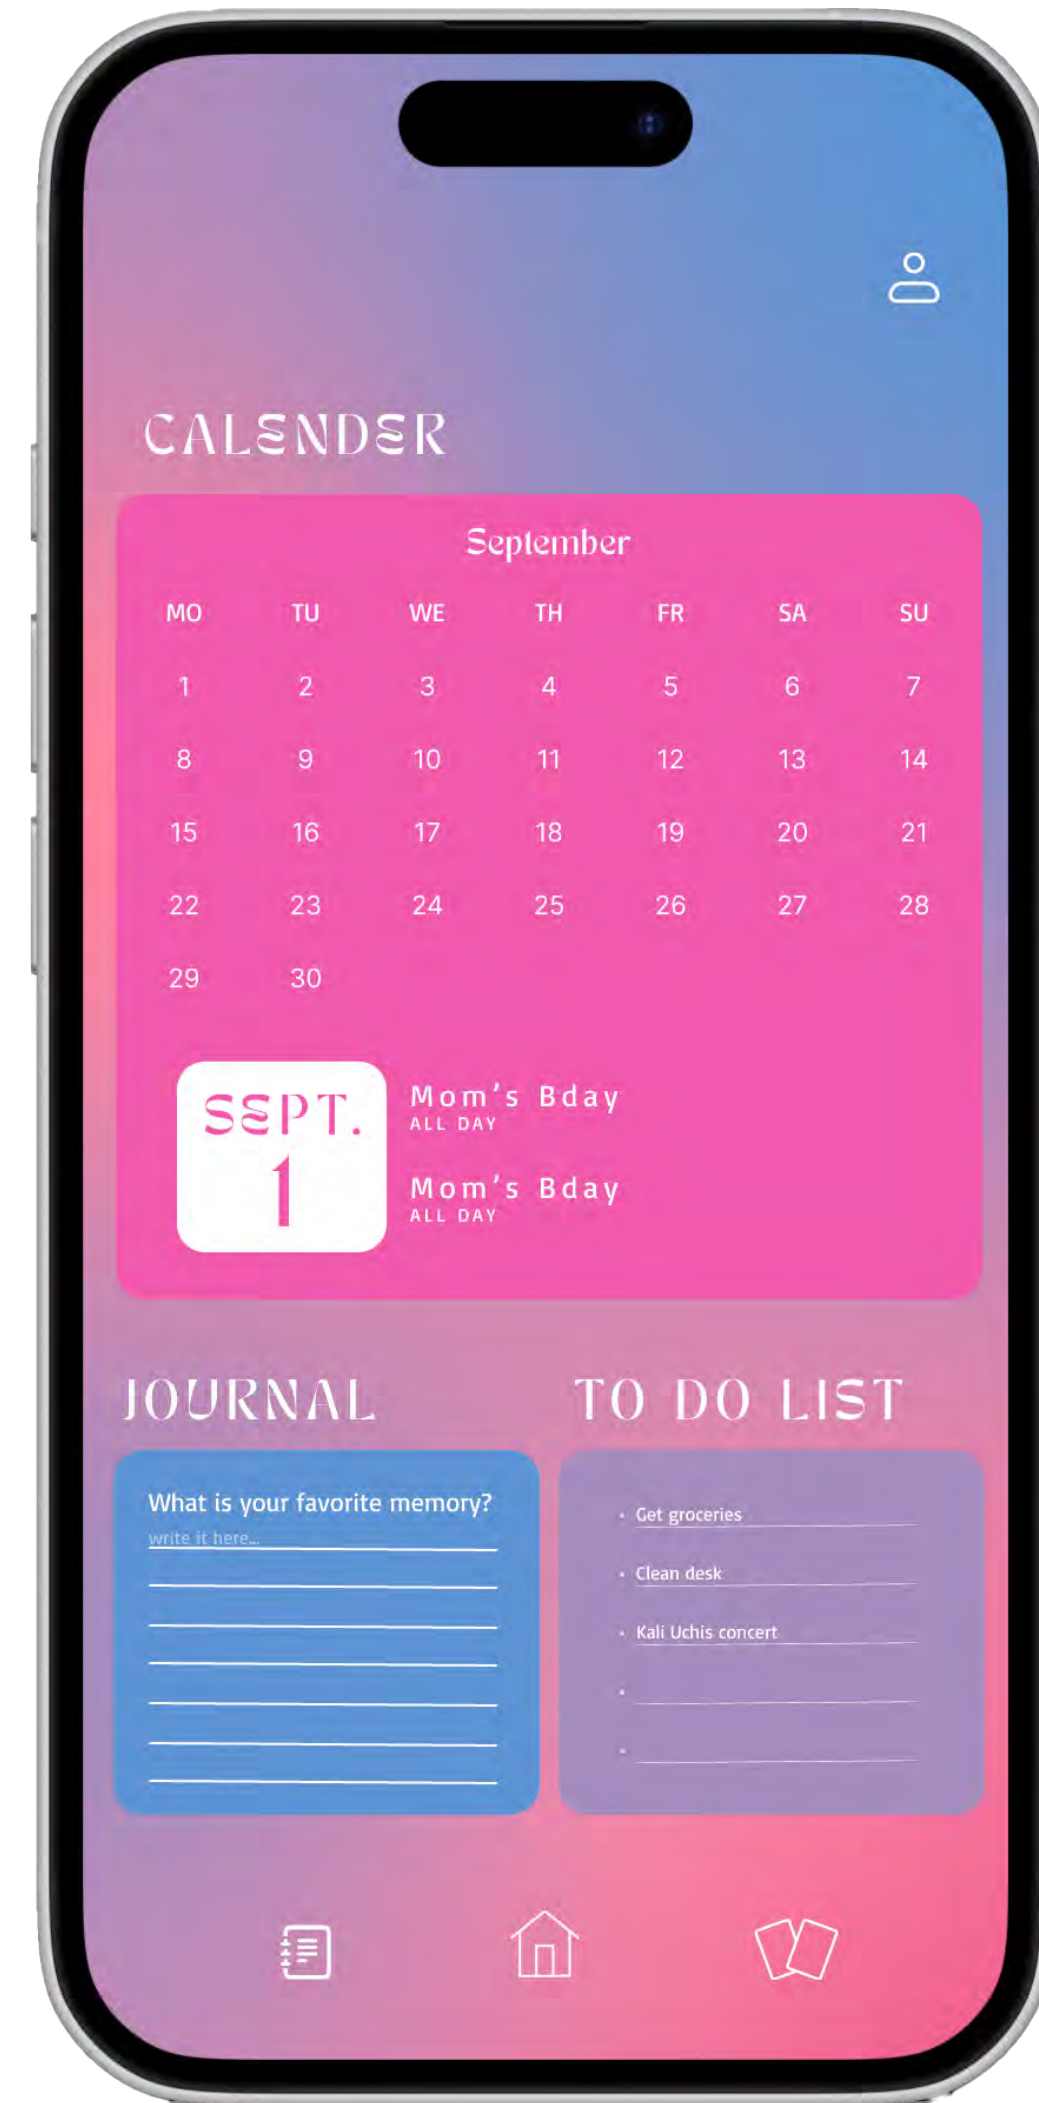 CALENDER
September
MO TU WE TH FR SA SU
1 2 3 4 5 6 7
8 9 10 11 12 13 14
15 16 17 18 19 20 21
22 23 24 25 26 27 28
29 30
SEPT.
1
Mom's Bday
ALL DAY
Mom's Bday
ALL DAY
JOURNAL
What is your favorite memory?
write it here...
TO DO LIST
• Get groceries
• Clean desk
• Kali Uchis concert
•
•